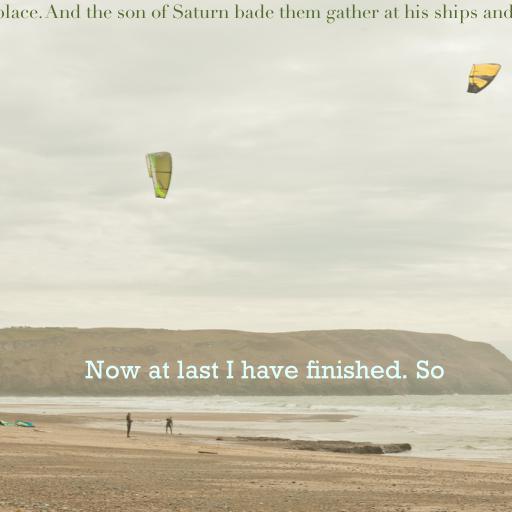 place. And the son of Saturn bade them gather at his ships and
Now at last I have finished. So